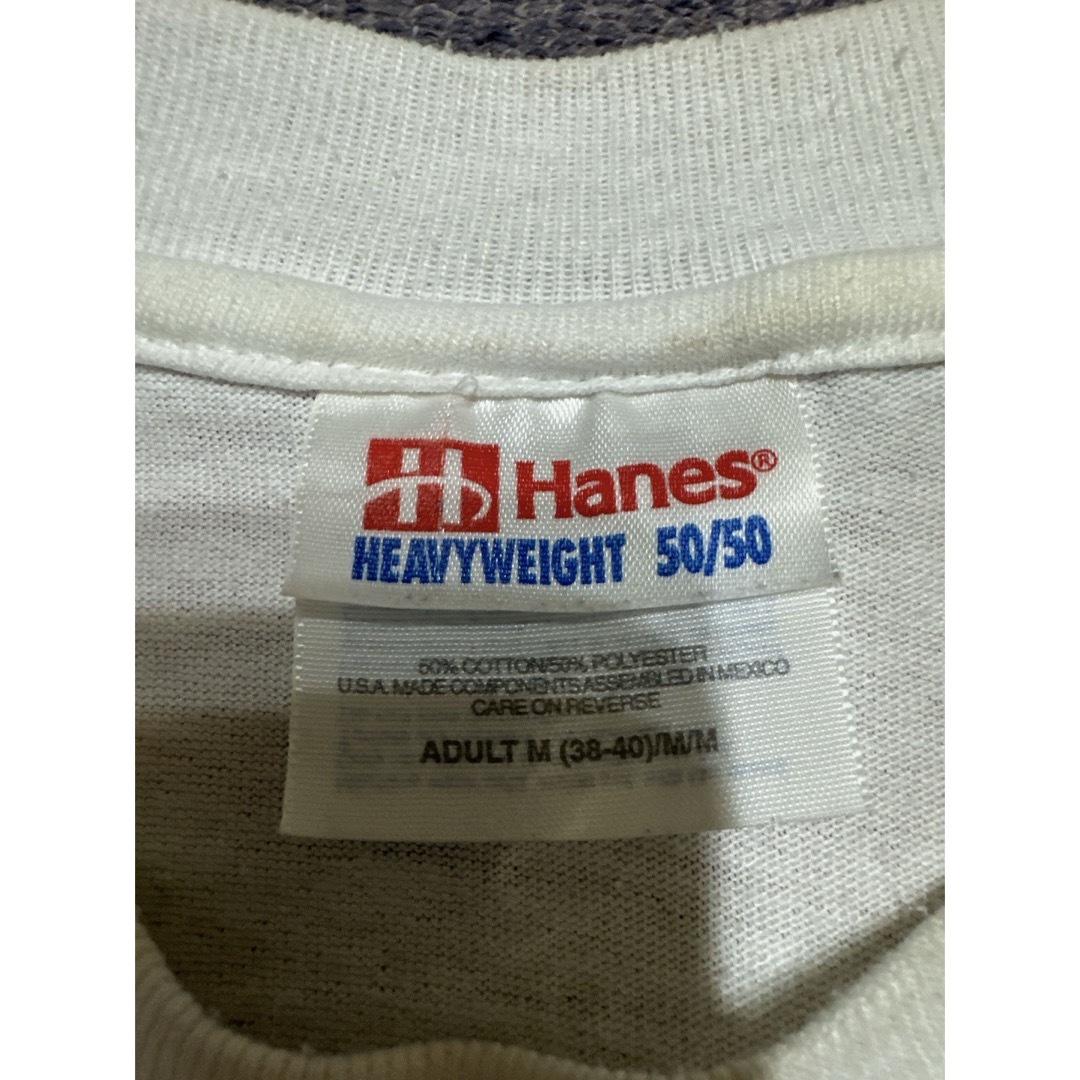 Hanes®
HEAVYWEIGHT 50/50
50% COTTON/50% POLYESTER
U.S.A. MADE COMPONENTS ASSEMBLED IN MEXICO
CARE ON REVERSE
ADULT M (38-40)/M/M